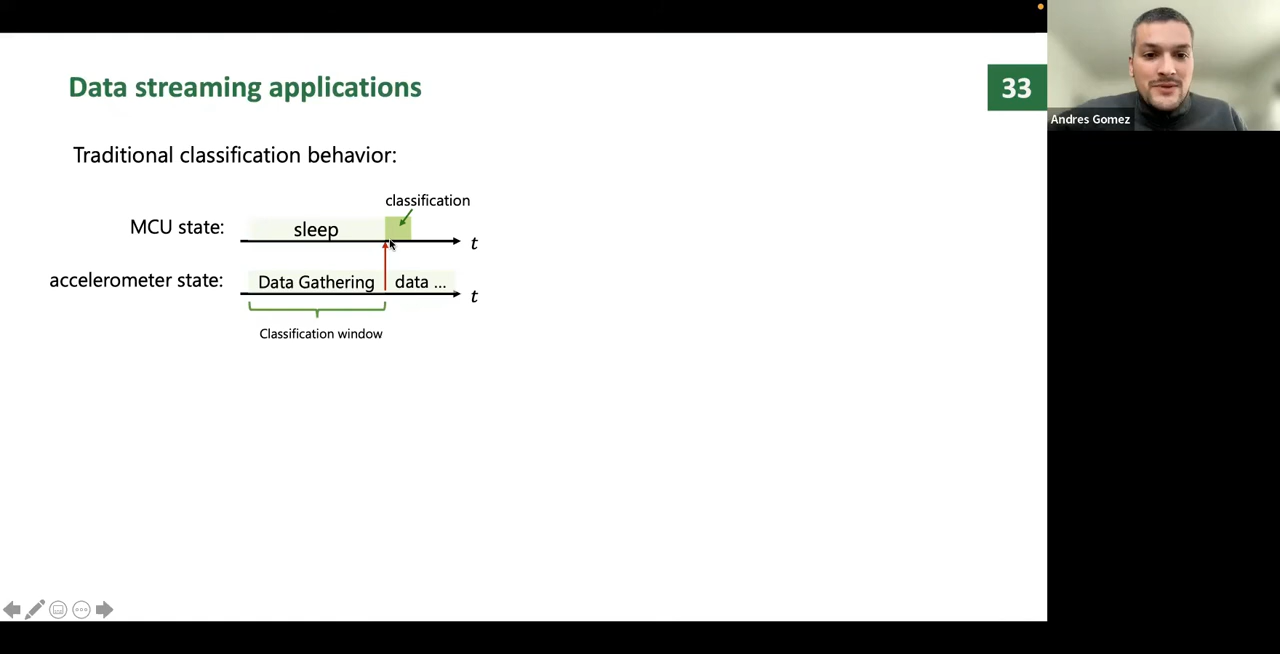 Data streaming applications
33
Andres Gomez
Traditional classification behavior:
classification
MCU state:
sleep
t
accelerometer state:
Data Gathering
data ...
t
Classification window